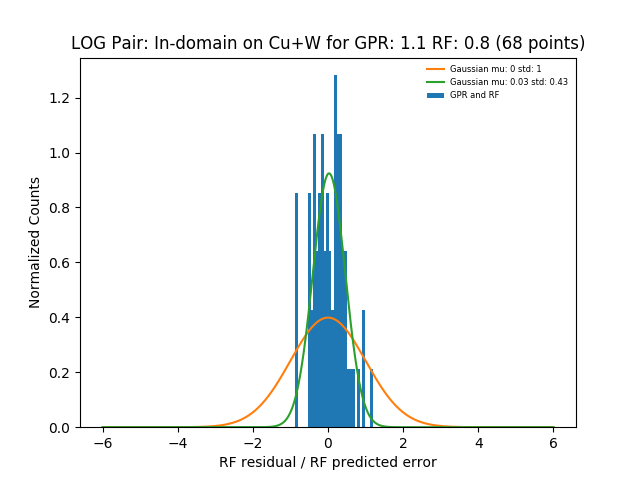 LOG Pair: In-domain on Cu+W for GPR: 1.1 RF: 0.8 (68 points)
Gaussian mu: 0 std: 1
Gaussian mu: 0.03 std: 0.43
GPR and RF
Normalized Counts
1.2
1.0
0.8
0.6
0.4
0.2
0.0
−6 −4 −2 0 2 4 6
RF residual / RF predicted error